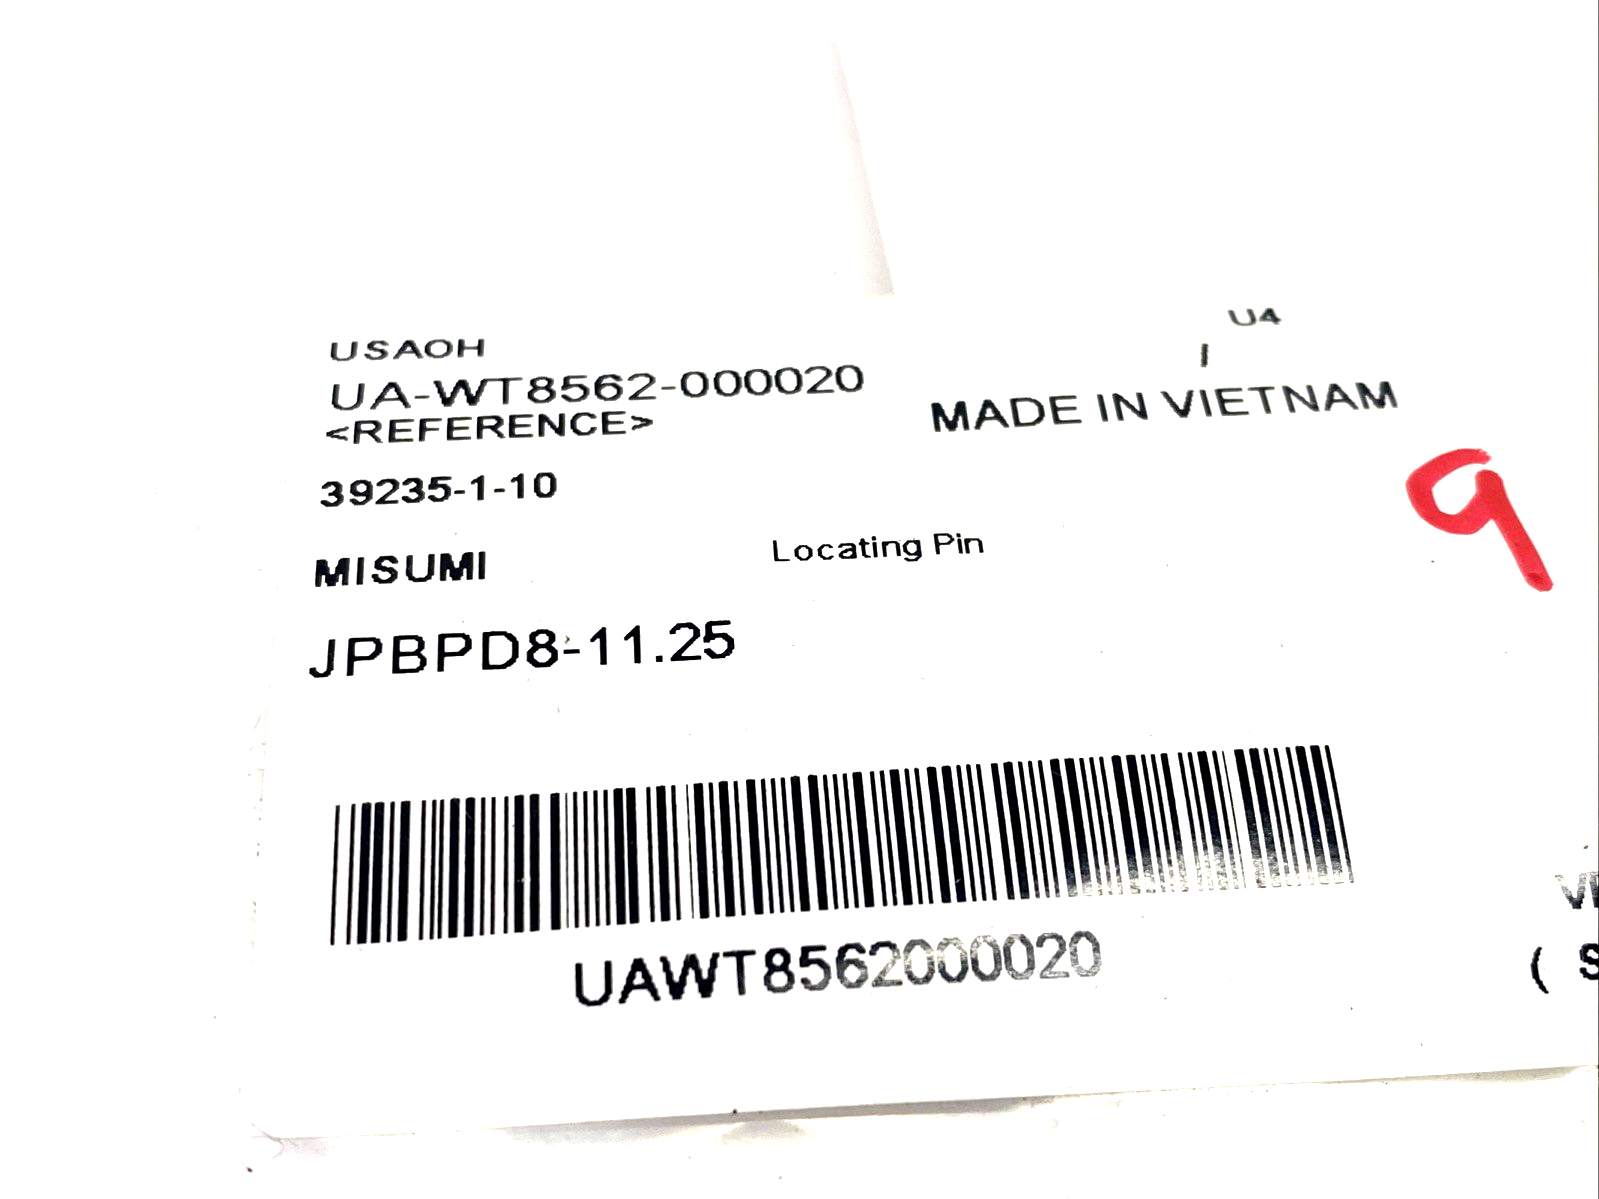 USAOH
U4
I
UA-WT8562-000020
MADE IN VIETNAM
<REFERENCE>
39235-1-10
9
MISUMI
Locating Pin
JPBPD8-11.25
UAWT8562000020
( S